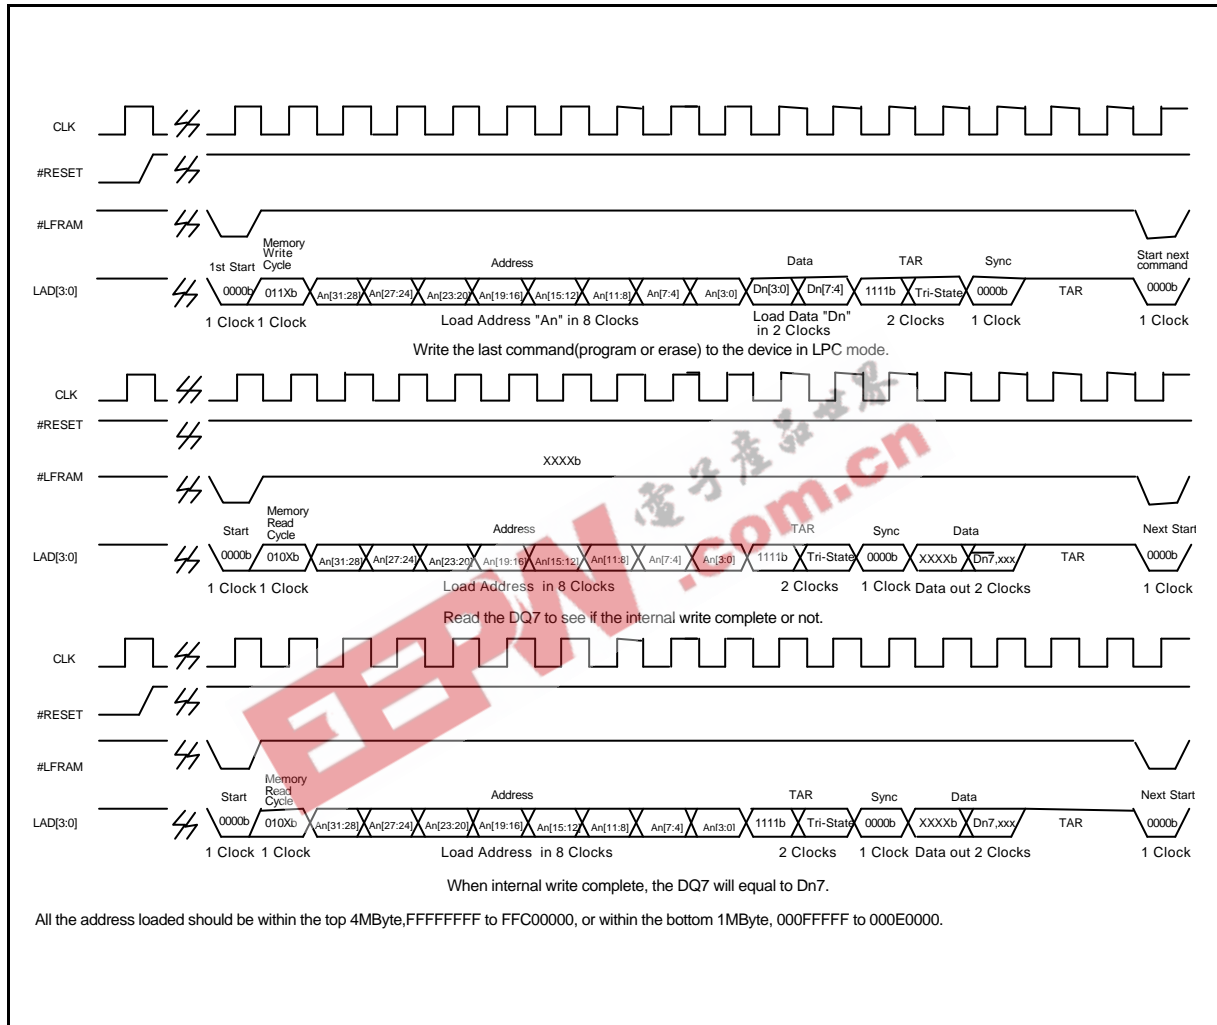 CLK
#RESET
#LFRAM
1st Start
Memory
Write
Cycle
Address
Data
TAR
Sync
Start next
command
LAD[3:0]
0000b 011Xb An[31:28] An[27:24] An[23:20] An[19:16] An[15:12] An[11:8] An[7:4] An[3:0] Dn[3:0] Dn[7:4] 1111b Tri-State 0000b TAR 0000b
1 Clock 1 Clock Load Address "An" in 8 Clocks Load Data "Dn"
in 2 Clocks 2 Clocks 1 Clock 1 Clock
Write the last command(program or erase) to the device in LPC mode.
CLK
#RESET
XXXXb
#LFRAM
Start
Memory
Read
Cycle
Address
TAR
Sync
Data
Next Start
LAD[3:0]
0000b 010Xb An[31:28] An[27:24] An[23:20] An[19:16] An[15:12] An[11:8] An[7:4] An[3:0] 1111b Tri-State 0000b XXXXb Dn7,xxx TAR 0000b
1 Clock 1 Clock Load Address in 8 Clocks 2 Clocks 1 Clock Data out 2 Clocks 1 Clock
Read the DQ7 to see if the internal write complete or not.
電子產品世界
EEPW .com.cn
CLK
#RESET
#LFRAM
Start
Memory
Read
Cycle
Address
TAR
Sync
Data
Next Start
LAD[3:0]
0000b 010Xb An[31:28] An[27:24] An[23:20] An[19:16] An[15:12] An[11:8] An[7:4] An[3:0] 1111b Tri-State 0000b XXXXb Dn7,xxx TAR 0000b
1 Clock 1 Clock Load Address in 8 Clocks 2 Clocks 1 Clock Data out 2 Clocks 1 Clock
When internal write complete, the DQ7 will equal to Dn7.
All the address loaded should be within the top 4MByte,FFFFFFFF to FFC00000, or within the bottom 1MByte, 000FFFFF to 000E0000.